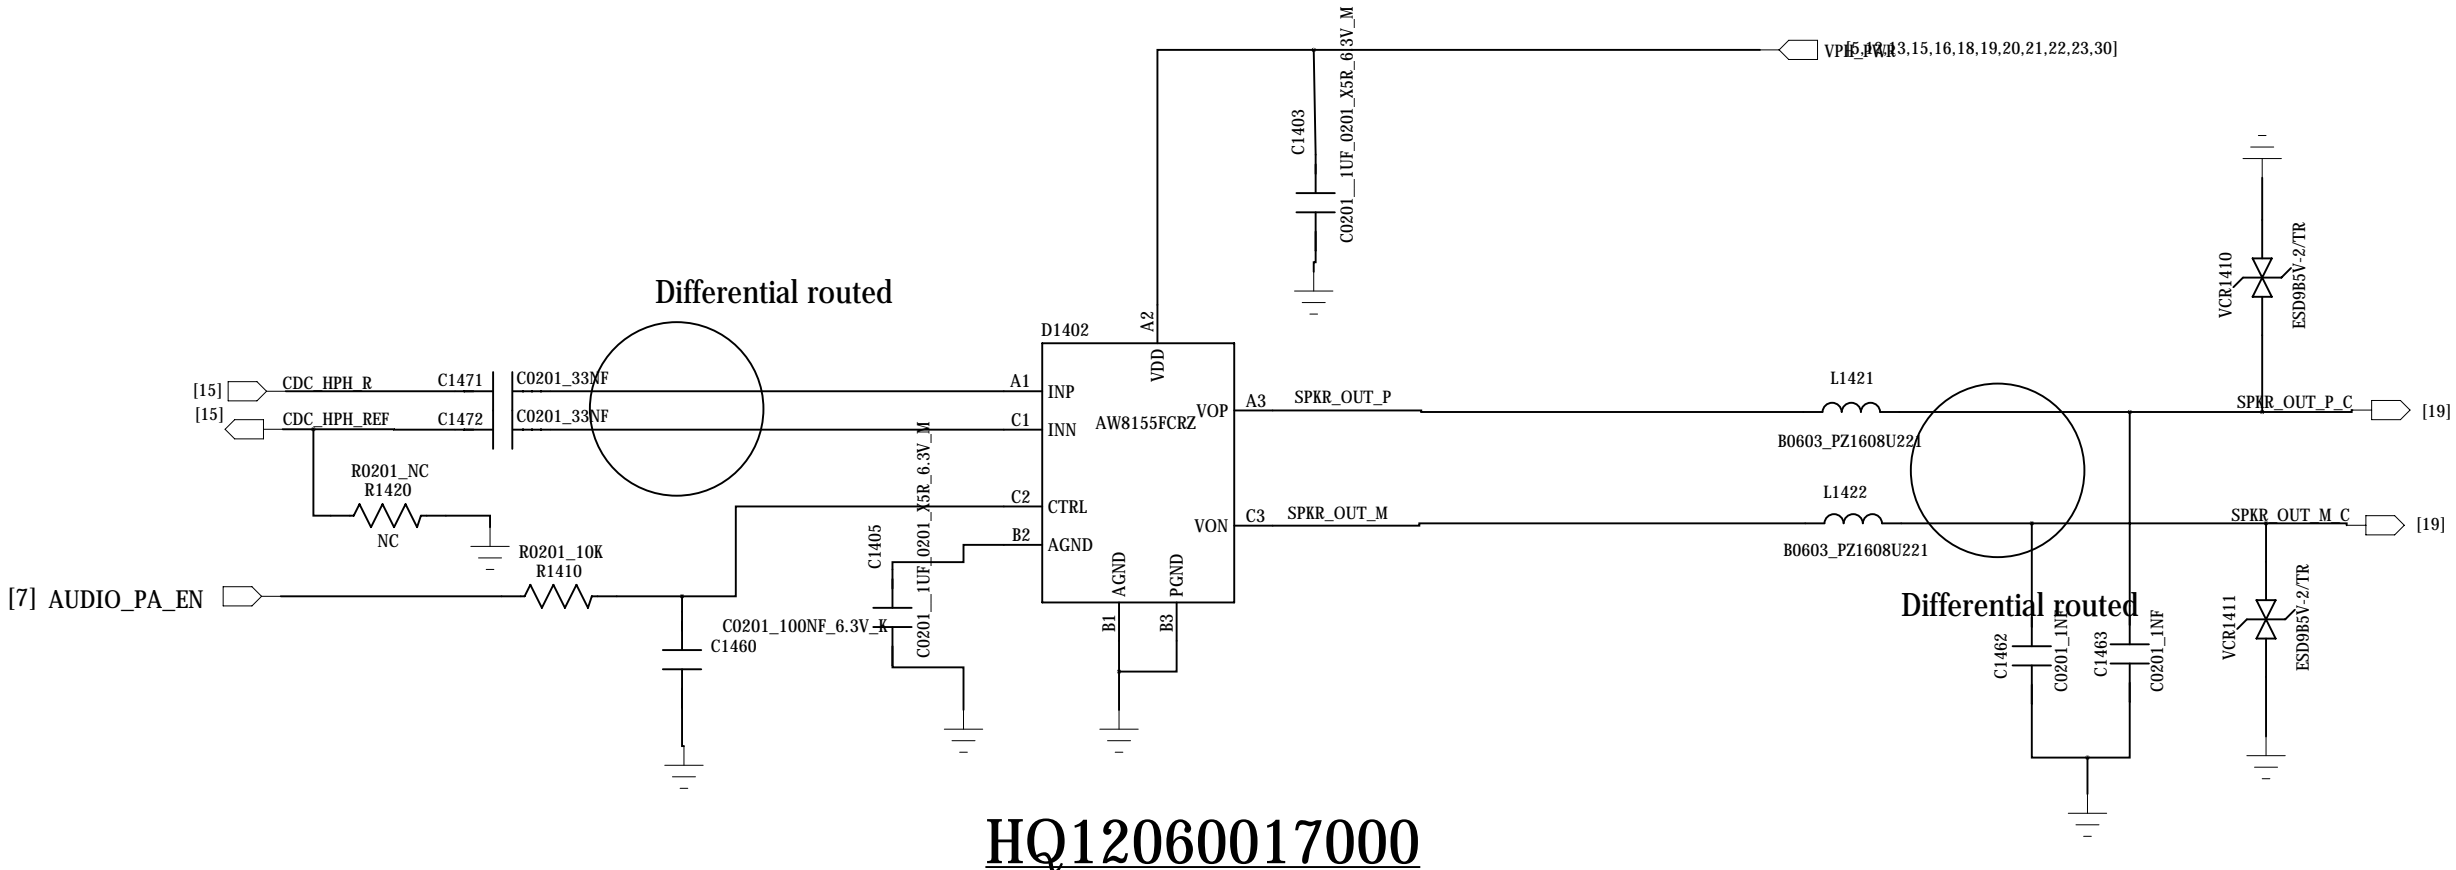 C0201__1UF_0201_X5R_6.3V_M
C1403
VPH_PWR
[5,12,13,15,16,18,19,20,21,22,23,30]
Differential routed
VCR1410
ESD9B5V-2/TR
D1402
A2
VDD
[15]
CDC_HPH_R
C1471
C0201_33NF
A1
INP
[15]
CDC_HPH_REF
C1472
C0201_33NF
C1
INN
AW8155FCRZ
VOP
A3
SPKR_OUT_P
L1421
B0603_PZ1608U221
SPKR_OUT_P_C
[19]
R0201_NC
R1420
NC
C2
CTRL
B2
AGND
VON
C3
SPKR_OUT_M
L1422
B0603_PZ1608U221
SPKR_OUT_M_C
[19]
R0201_10K
R1410
[7] AUDIO_PA_EN
C1405
C0201__1UF_0201_X5R_6.3V_M
C0201_100NF_6.3V_K
C1460
AGND
PGND
B1
B3
Differential routed
C1462
C0201_1NF
C1463
C0201_1NF
VCR1411
ESD9B5V-2/TR
HQ12060017000